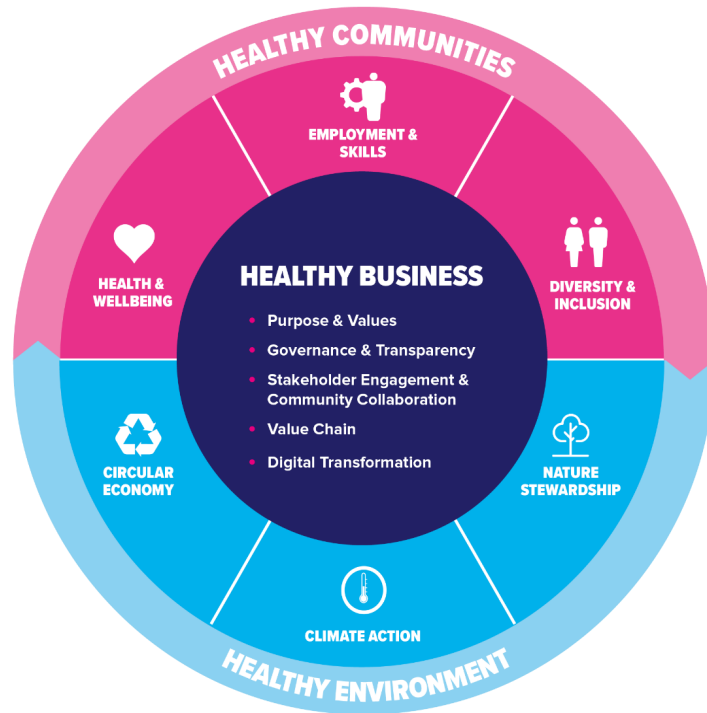 HEALTHY COMMUNITIES
EMPLOYMENT &
SKILLS
HEALTH &
WELLBEING
DIVERSITY &
INCLUSION
HEALTHY BUSINESS
• Purpose & Values
• Governance & Transparency
• Stakeholder Engagement &
Community Collaboration
• Value Chain
• Digital Transformation
CIRCULAR
ECONOMY
NATURE
STEWARDSHIP
CLIMATE ACTION
HEALTHY ENVIRONMENT